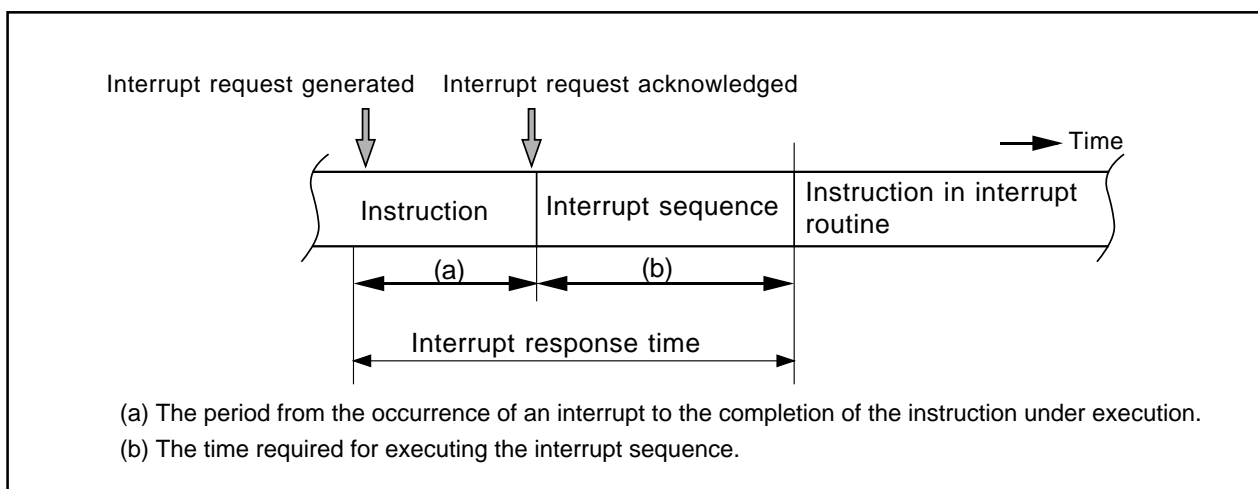 Interrupt request generated
Interrupt request acknowledged
Time
Instruction
Interrupt sequence
Instruction in interrupt
routine
(a)
(b)
Interrupt response time
(a) The period from the occurrence of an interrupt to the completion of the instruction under execution.
(b) The time required for executing the interrupt sequence.